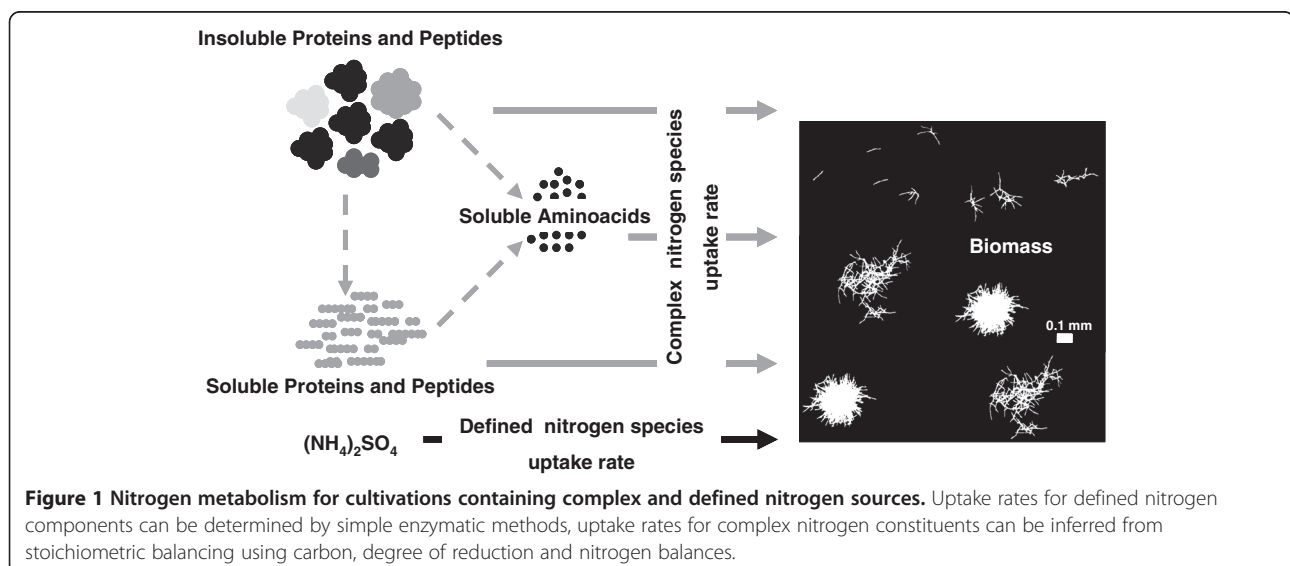 Insoluble Proteins and Peptides
Soluble Aminoacids
Soluble Proteins and Peptides
Complex nitrogen species
uptake rate
Biomass
0.1 mm
(NH4)2SO4
Defined nitrogen species
uptake rate
Figure 1 Nitrogen metabolism for cultivations containing complex and defined nitrogen sources. Uptake rates for defined nitrogen
components can be determined by simple enzymatic methods, uptake rates for complex nitrogen constituents can be inferred from
stoichiometric balancing using carbon, degree of reduction and nitrogen balances.